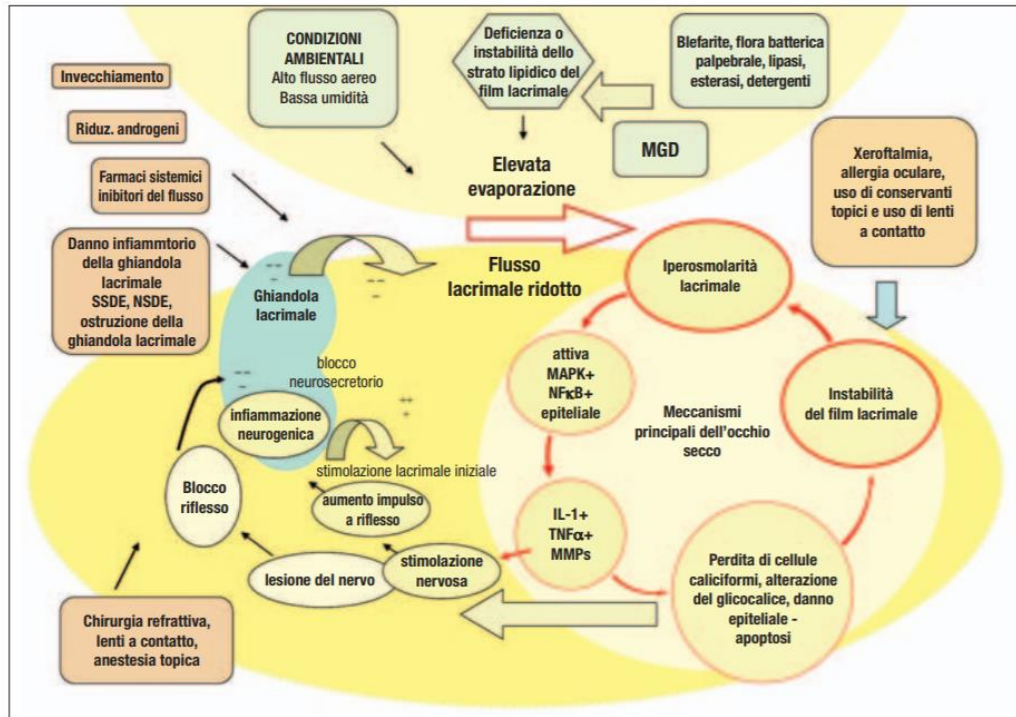 CONDIZIONI
AMBIENTALI
Alto flusso aereo
Bassa umidità
Deficienza o
instabilità dello
strato lipidico del
film lacrimale
Blefarite, flora batterica
palpebrale, lipasi,
esterasi, detergenti
MGD
Invecchiamento
Riduz. androgeni
Farmaci sistemici
inibitori del flusso
Danno infiammtorio
della ghiandola
lacrimale
SSDE, NSDE,
ostruzione della
ghiandola lacrimale
Elevata
evaporazione
Xeroftalmia,
allergia oculare,
uso di conservanti
topici e uso di lenti
a contatto
Flusso
lacrimale ridotto
Iperosmolarità
lacrimale
-- 
-
-- 
-
Ghiandola
lacrimale
blocco
neurosecretorio
-- 
-
infiammazione
neurogenica
-- 
+
stimolazione lacrimale iniziale
attiva
MAPK+
NFκB+
epiteliale
Meccanismi
principali dell'occhio
secco
Instabilità
del film lacrimale
Blocco
riflesso
aumento impulso
a riflesso
IL-1+
TNFα+
MMPs
lesione del nervo
stimolazione
nervosa
Perdita di cellule
caliciformi, alterazione
del glicocalice, danno
epiteliale -
apoptosi
Chirurgia refrattiva,
lenti a contatto,
anestesia topica